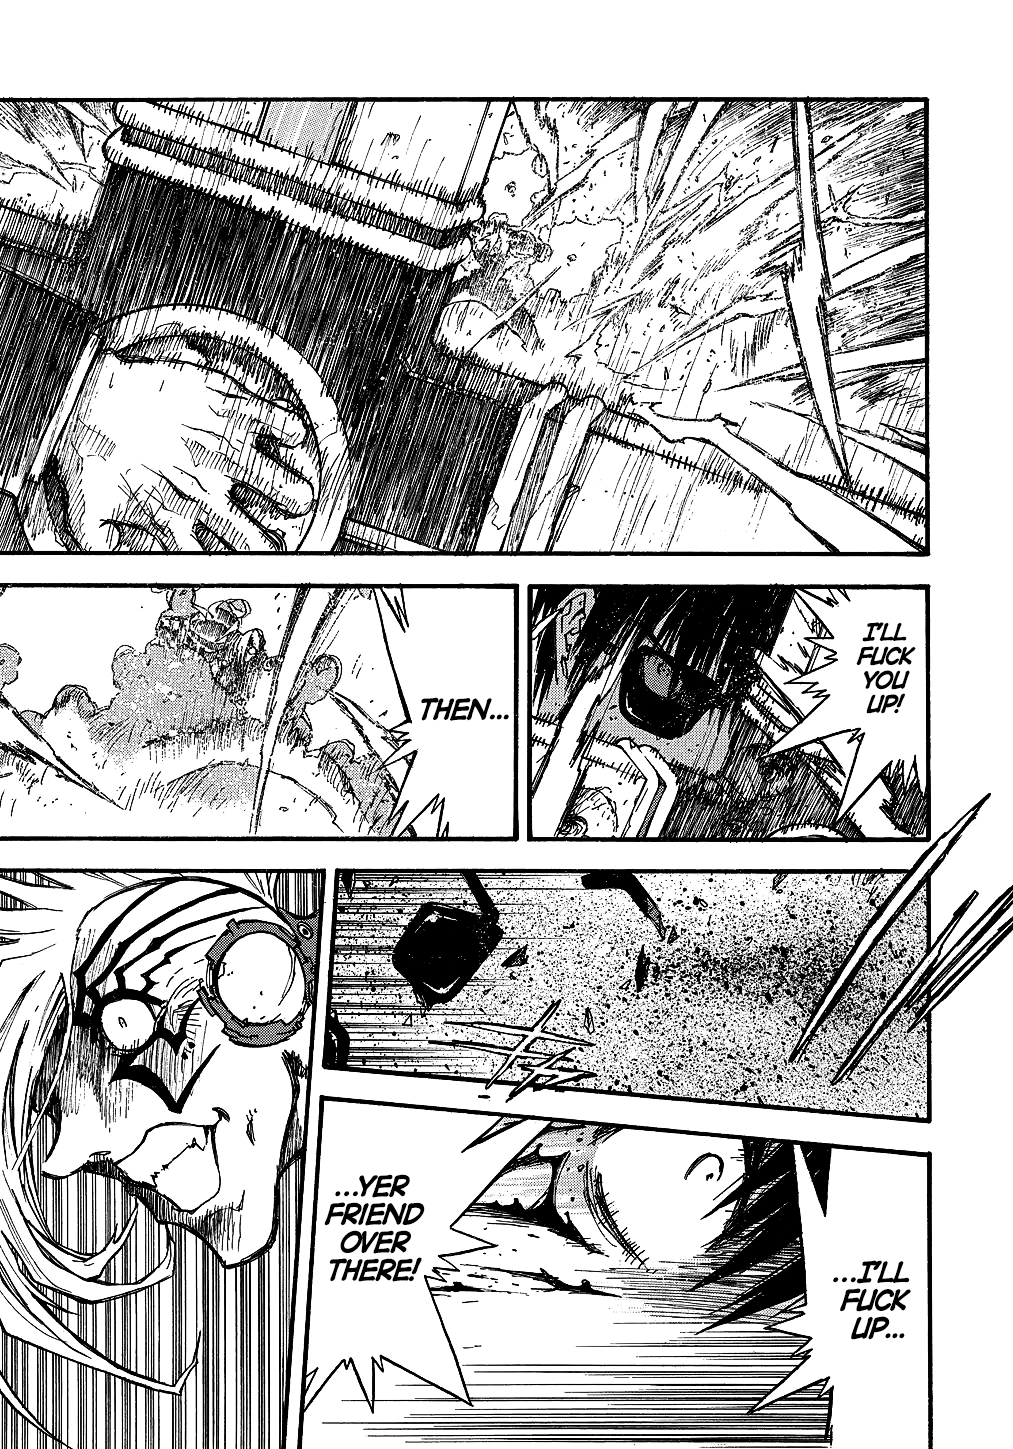 I'LL
FUCK
YOU
UP!
THEN...
...I'LL
FUCK
UP...
...YER
FRIEND
OVER
THERE!